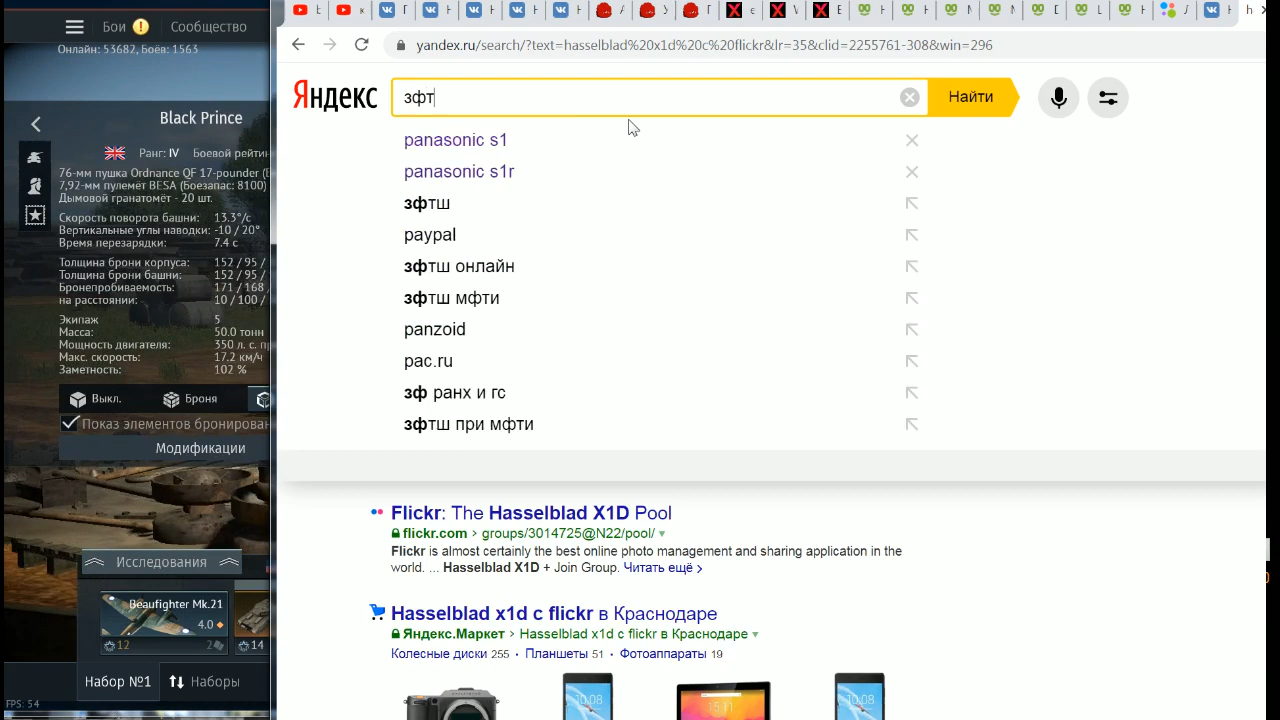 Бои
Сообщество
Онлайн: 53682, Боёв: 1563
Black Prince
Ранг: IV Боевой рейтин
76-мм пушка Ordnance QF 17-pounder (Б
7,92-мм пулемёт BESA (Боезапас: 8100)
Дымовой гранатомёт - 20 шт.
Скорость поворота башни: 13.3°/с
Вертикальные углы наводки: -10 / 20°
Время перезарядки: 7.4 с
Толщина брони корпуса: 152 / 95 /
Толщина брони башни: 152 / 95 /
Бронепробиваемость: 171 / 168
на расстоянии: 10 / 100 /
Экипаж 5
Масса: 50.0 тонн
Мощность двигателя: 350 л. с. п
Макс. скорость: 17.2 км/ч
Заметность: 102 %
Выкл.
Броня
Показ элементов бронирован
Модификации
Исследования
Beaufighter Mk.21
4.0
12
2
14
Набор №1
Наборы
FPS: 54
yandex.ru/search/?text=hasselblad%20x1d%20c%20flickr&lr=35&clid=2255761-308&win=296
Яндекс
зфт
Найти
panasonic s1
panasonic s1r
зфтш
paypal
зфтш онлайн
зфтш мфти
panzoid
pac.ru
зф ранх и гс
зфтш при мфти
Flickr: The Hasselblad X1D Pool
flickr.com > groups/3014725@N22/pool/
Flickr is almost certainly the best online photo management and sharing application in the
world. ... Hasselblad X1D + Join Group. Читать ещё >
Hasselblad x1d c flickr в Краснодаре
Яндекс.Маркет > Hasselblad x1d c flickr в Краснодаре
Колесные диски 255 · Планшеты 51 · Фотоаппараты 19
10:08
15:11
10:08